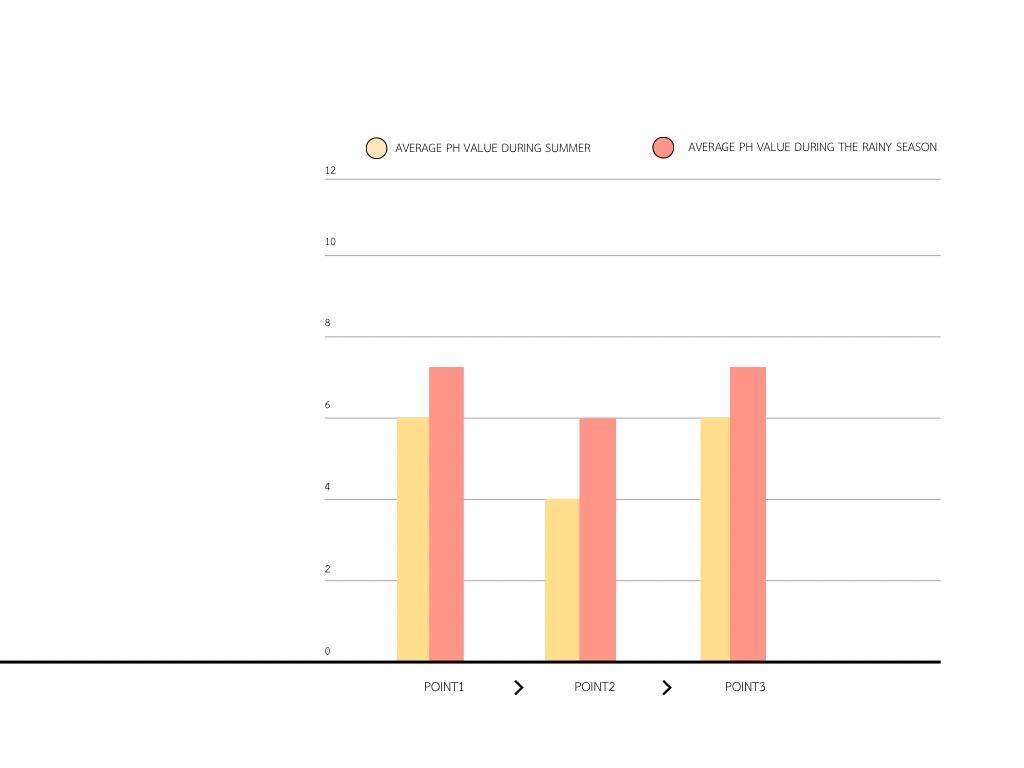 AVERAGE PH VALUE DURING SUMMER
AVERAGE PH VALUE DURING THE RAINY SEASON
12
10
8
6
4
2
0
POINT1 > POINT2 > POINT3